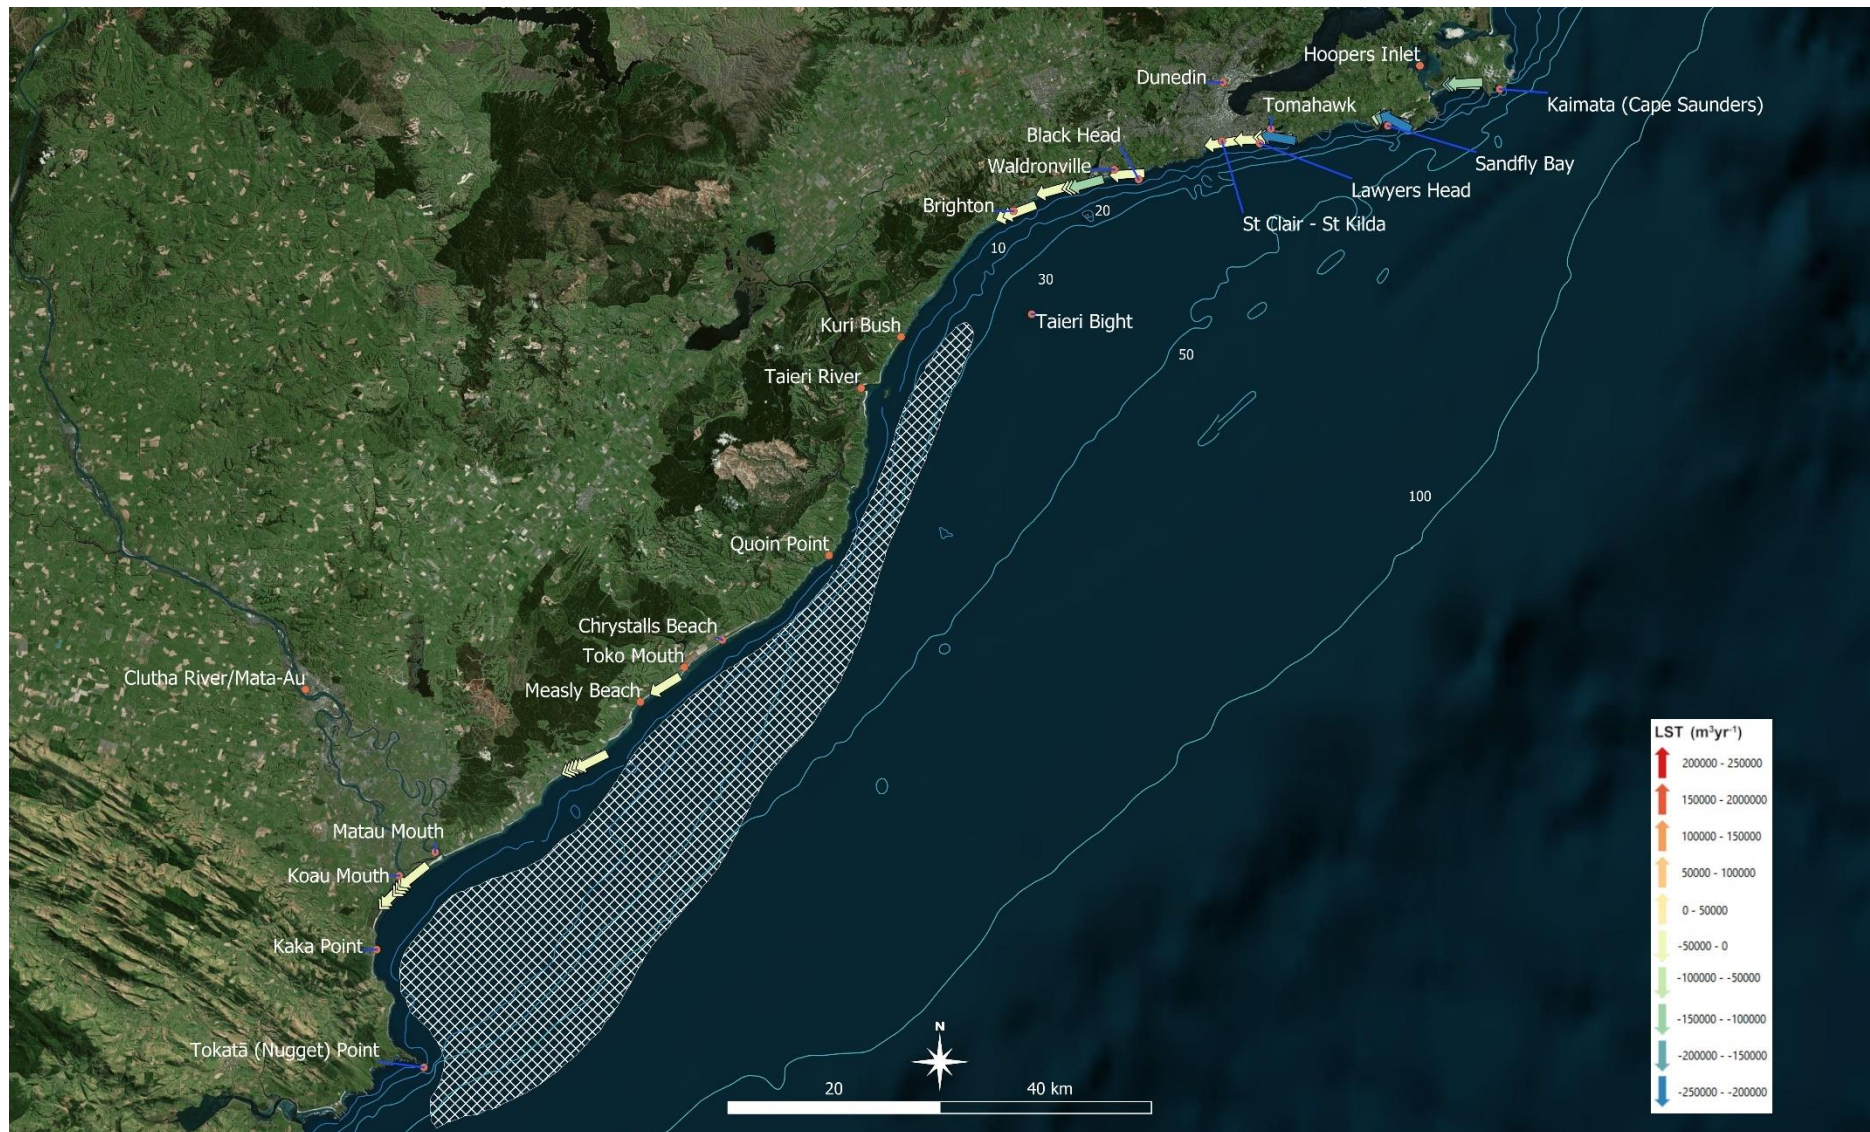 Hoopers Inlet
Dunedin
Kaimata (Cape Saunders)
Tomahawk
Black Head
Sandfly Bay
Waldronville
Lawyers Head
Brighton
20
St Clair - St Kilda
10
30
Taieri Bight
Kuri Bush
50
Taieri River
100
Quoin Point
Chrystalls Beach
Toko Mouth
Clutha River/Mata-Au
Measly Beach
LST (m³yr⁻¹)
200000 - 250000
150000 - 2000000
100000 - 150000
50000 - 100000
0 - 50000
-50000 - 0
-100000 - -50000
-150000 - -100000
-200000 - -150000
-250000 - -200000
Matau Mouth
Koau Mouth
Kaka Point
Tokatā (Nugget) Point
N
20
40 km